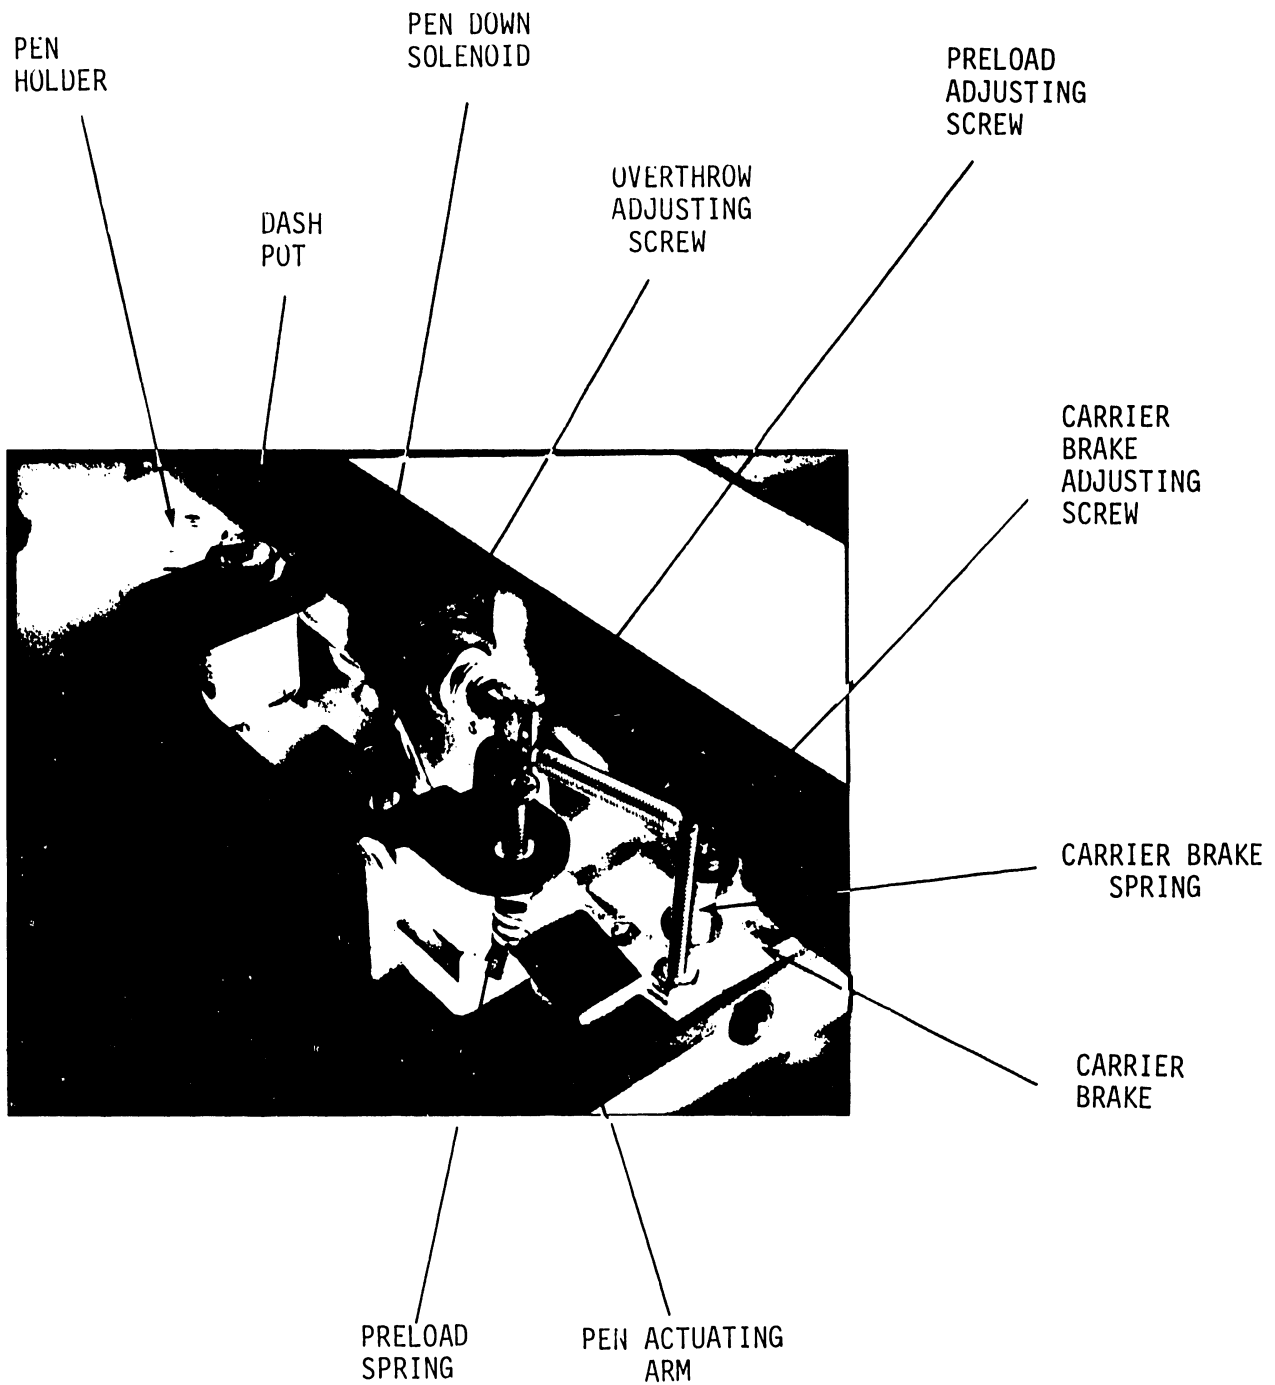 PEN
HOLDER
PEN DOWN
SOLENOID
PRELOAD
ADJUSTING
SCREW
OVERTHROW
ADJUSTING
SCREW
DASH
POT
CARRIER
BRAKE
ADJUSTING
SCREW
CARRIER BRAKE
SPRING
CARRIER
BRAKE
PRELOAD
SPRING
PEN ACTUATING
ARM